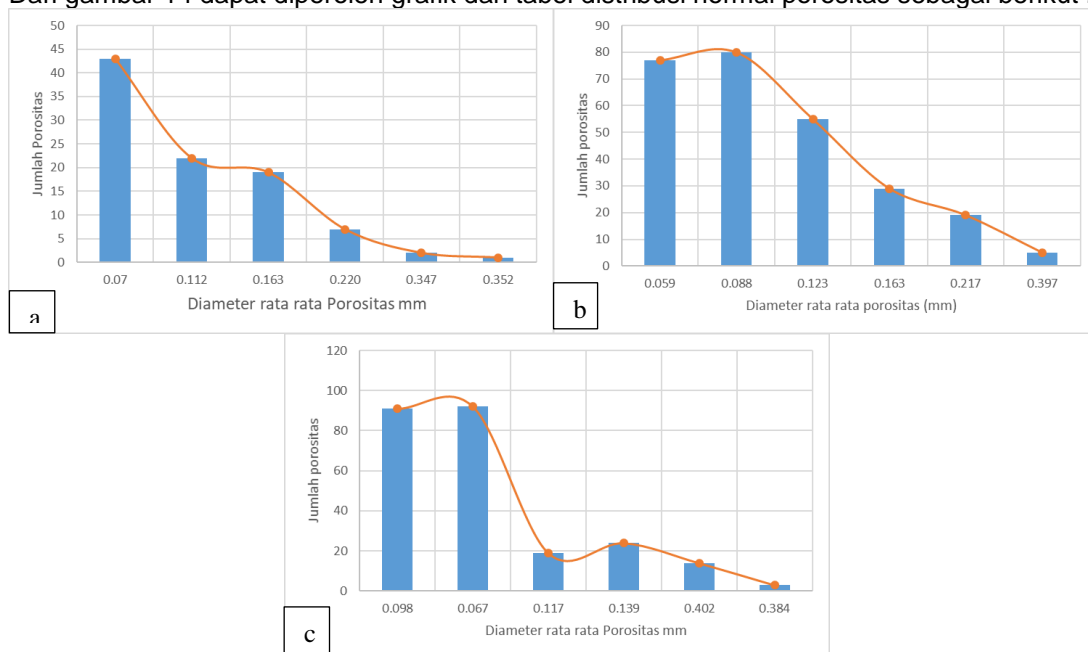 Dari gambar 14 dapat diperoleh grafik dan tabel distribusi normal porositas sebagai berikut
50
45
40
35
30
25
20
15
10
5
0
Jumlah Porositas
0.07 0.112 0.163 0.220 0.347 0.352
Diameter rata rata Porositas mm
a
90
80
70
60
50
40
30
20
10
0
Jumlah porositas
0.059 0.088 0.123 0.163 0.217 0.397
Diameter rata rata porositas (mm)
b
120
100
80
60
40
20
0
Jumlah porositas
0.098 0.067 0.117 0.139 0.402 0.384
Diameter rata rata Porositas mm
c